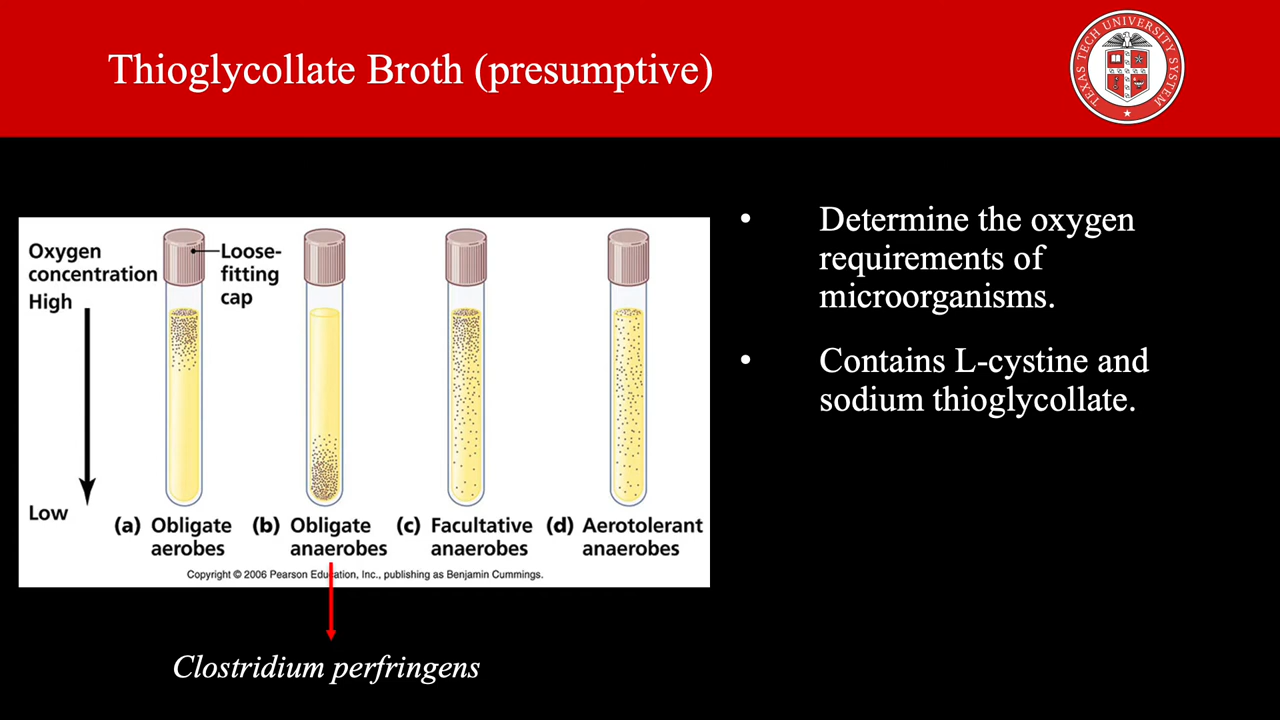 Thioglycollate Broth (presumptive)
TEXAS TECH UNIVERSITY SYSTEM
Oxygen
concentration
High
Low
Loose-
fitting
cap
(a) Obligate
aerobes
(b) Obligate
anaerobes
(c) Facultative
anaerobes
(d) Aerotolerant
anaerobes
Copyright © 2006 Pearson Education, Inc., publishing as Benjamin Cummings.
Clostridium perfringens
• Determine the oxygen
requirements of
microorganisms.
• Contains L-cystine and
sodium thioglycollate.